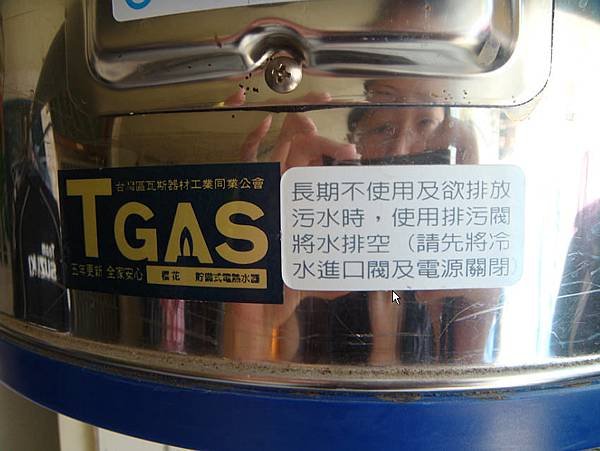 台灣區瓦斯器材工業同業公會
TGAS
五年更新 全家安心
櫻花 貯備式電熱水器
長期不使用及欲排放
污水時，使用排污閥
將水排空（請先將冷
水進口閥及電源關閉